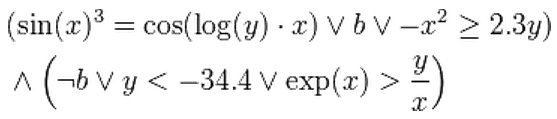 (sin(x)³ = cos(log(y) · x) ∨ b ∨ −x² ≥ 2.3y)
∧ (¬b ∨ y < −34.4 ∨ exp(x) > y/x)